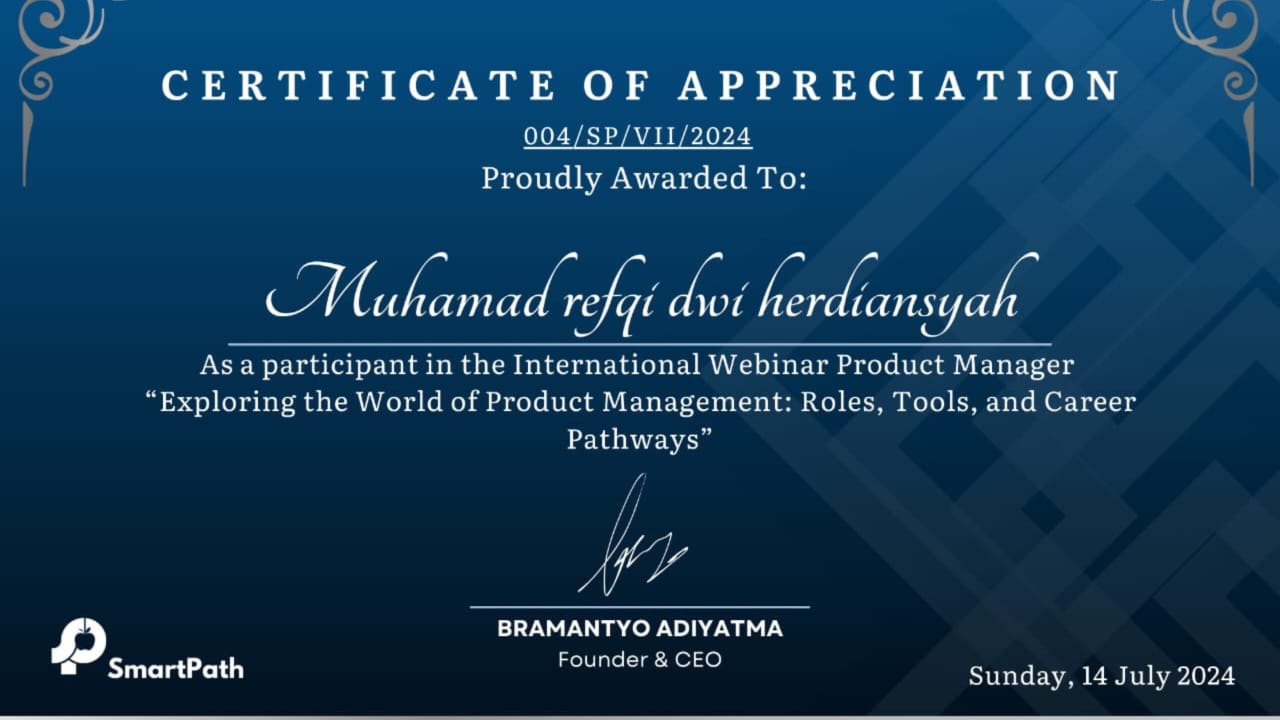 CERTIFICATE OF APPRECIATION
004/SP/VII/2024
Proudly Awarded To:
Muhamad refqi dwi herdiansyah
As a participant in the International Webinar Product Manager
“Exploring the World of Product Management: Roles, Tools, and Career
Pathways”
BRAMANTYO ADIYATMA
Founder & CEO
SmartPath
Sunday, 14 July 2024